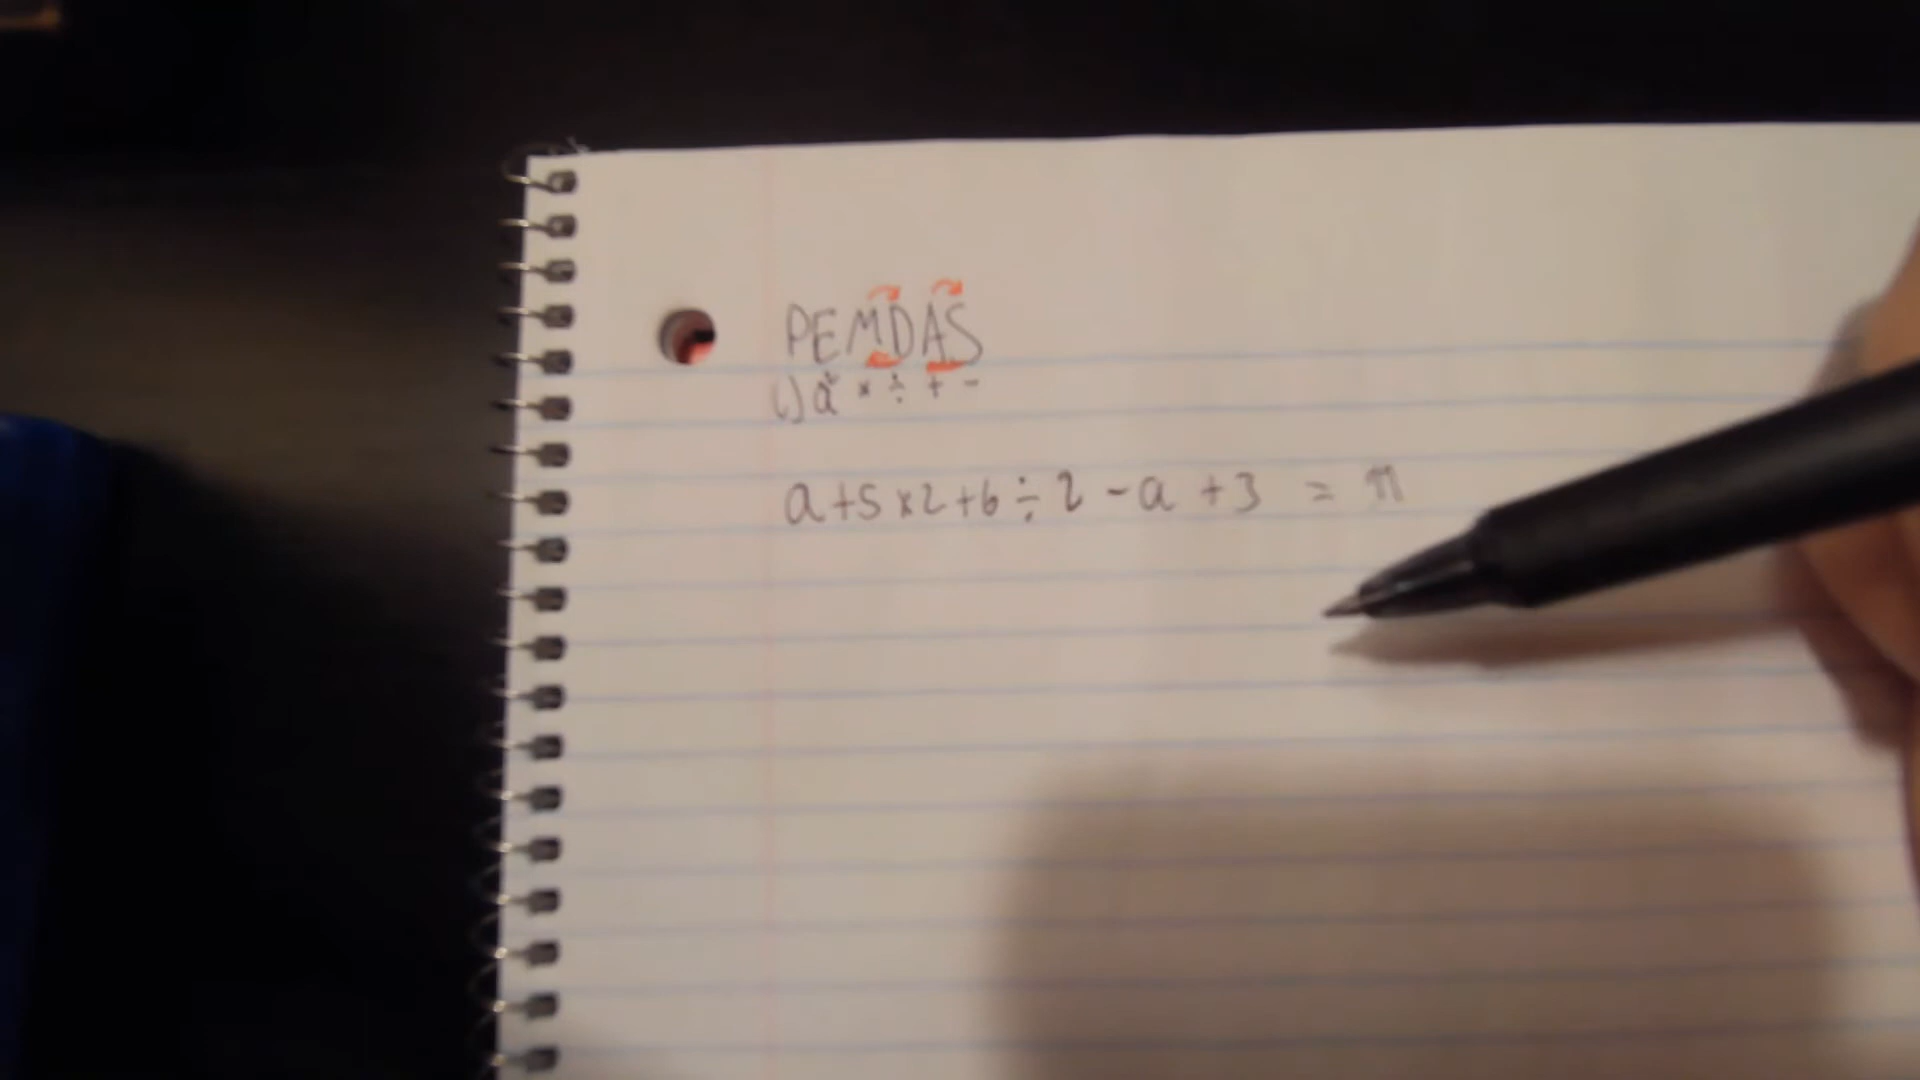 PEMDAS
( ) a² × ÷ + -
a + 5 × 2 + 6 ÷ 2 - a + 3 = π